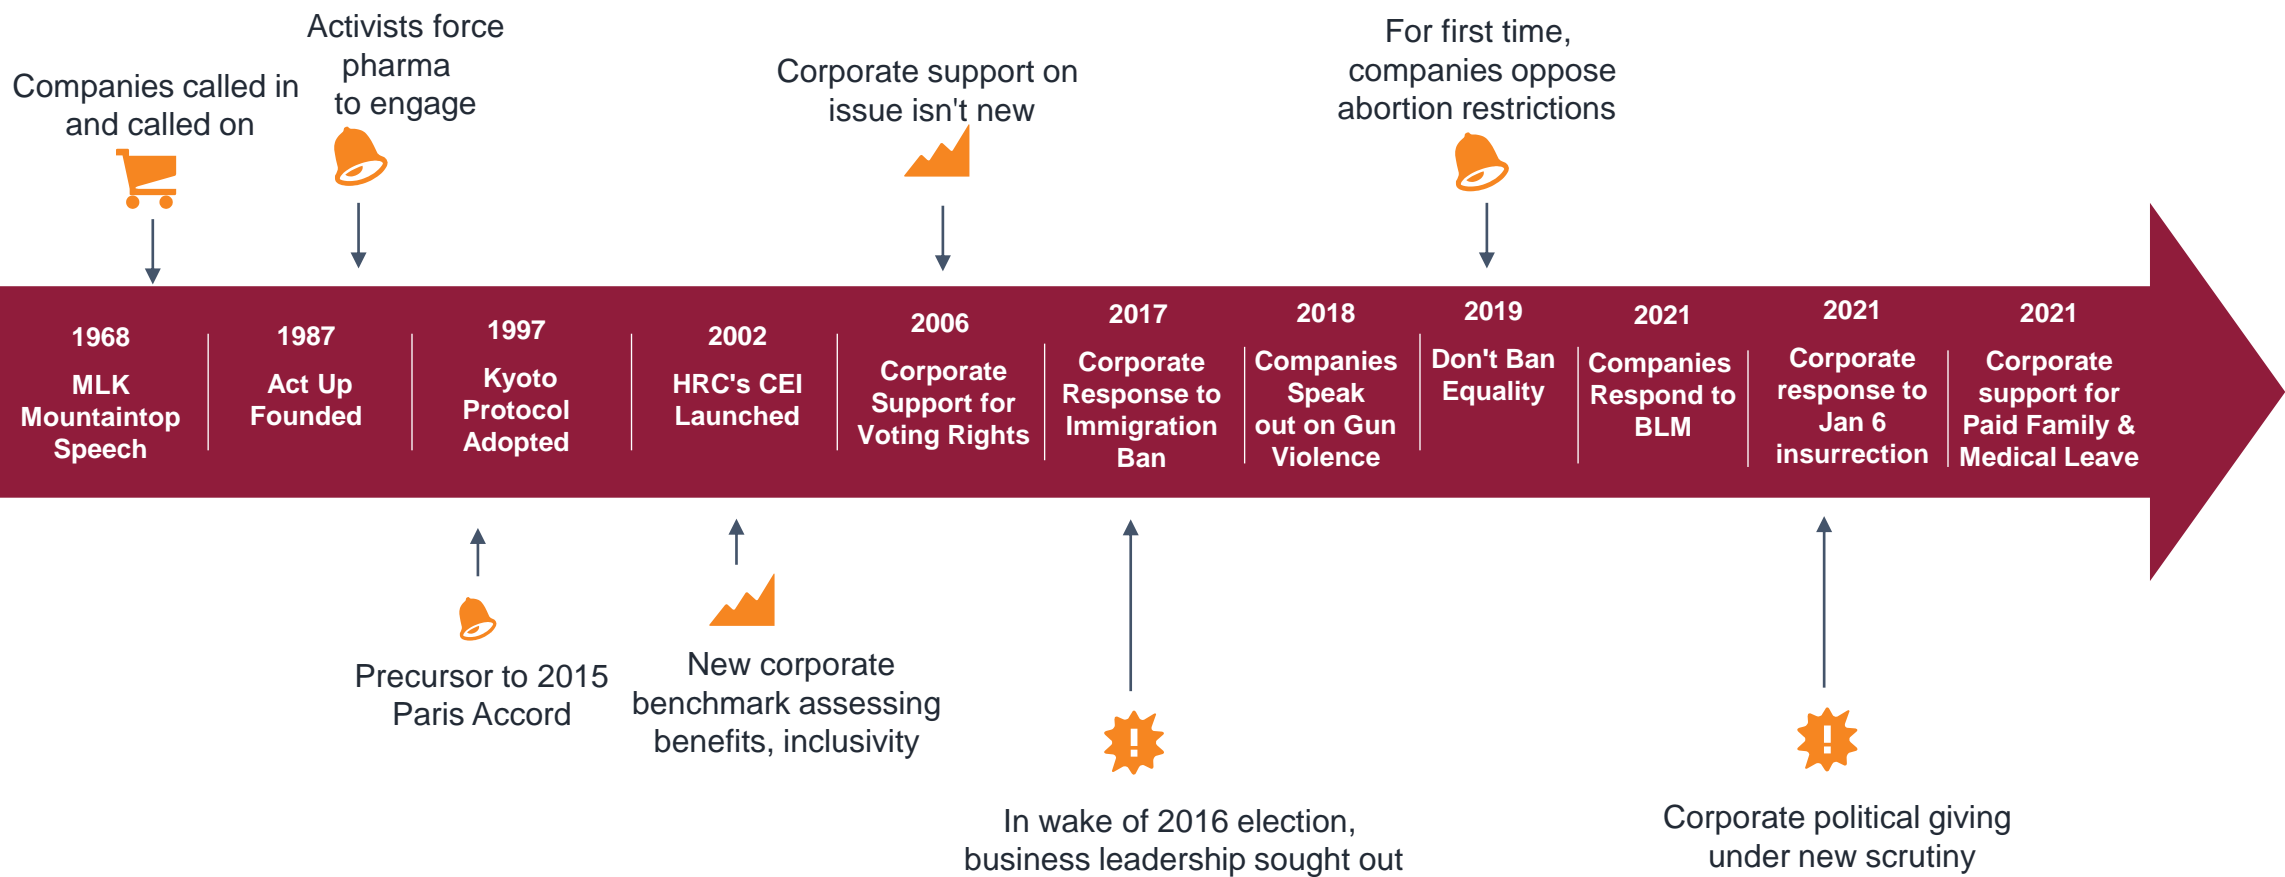 Companies called in
and called on
Activists force
pharma
to engage
Corporate support on
issue isn't new
For first time,
companies oppose
abortion restrictions
1968
MLK
Mountaintop
Speech
1987
Act Up
Founded
1997
Kyoto
Protocol
Adopted
2002
HRC's CEI
Launched
2006
Corporate
Support for
Voting Rights
2017
Corporate
Response to
Immigration
Ban
2018
Companies
Speak
out on Gun
Violence
2019
Don't Ban
Equality
2021
Companies
Respond to
BLM
2021
Corporate
response to
Jan 6
insurrection
2021
Corporate
support for
Paid Family &
Medical Leave
Precursor to 2015
Paris Accord
New corporate
benchmark assessing
benefits, inclusivity
In wake of 2016 election,
business leadership sought out
Corporate political giving
under new scrutiny